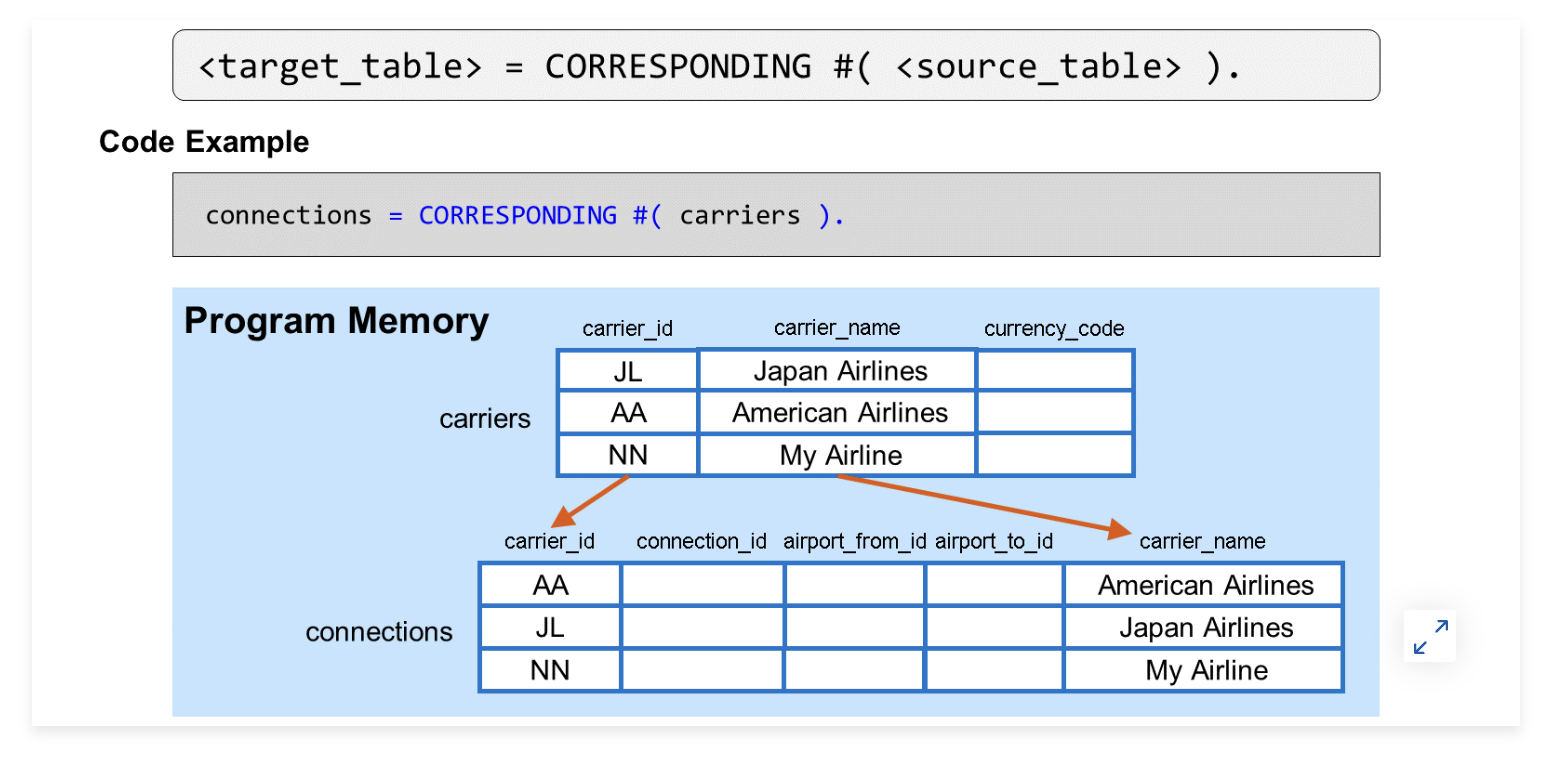 <target_table> = CORRESPONDING #( <source_table> ).
Code Example
connections = CORRESPONDING #( carriers ).
Program Memory
carrier_id carrier_name currency_code
JL Japan Airlines
carriers AA American Airlines
NN My Airline
carrier_id connection_id airport_from_id airport_to_id carrier_name
AA American Airlines
connections JL Japan Airlines
NN My Airline